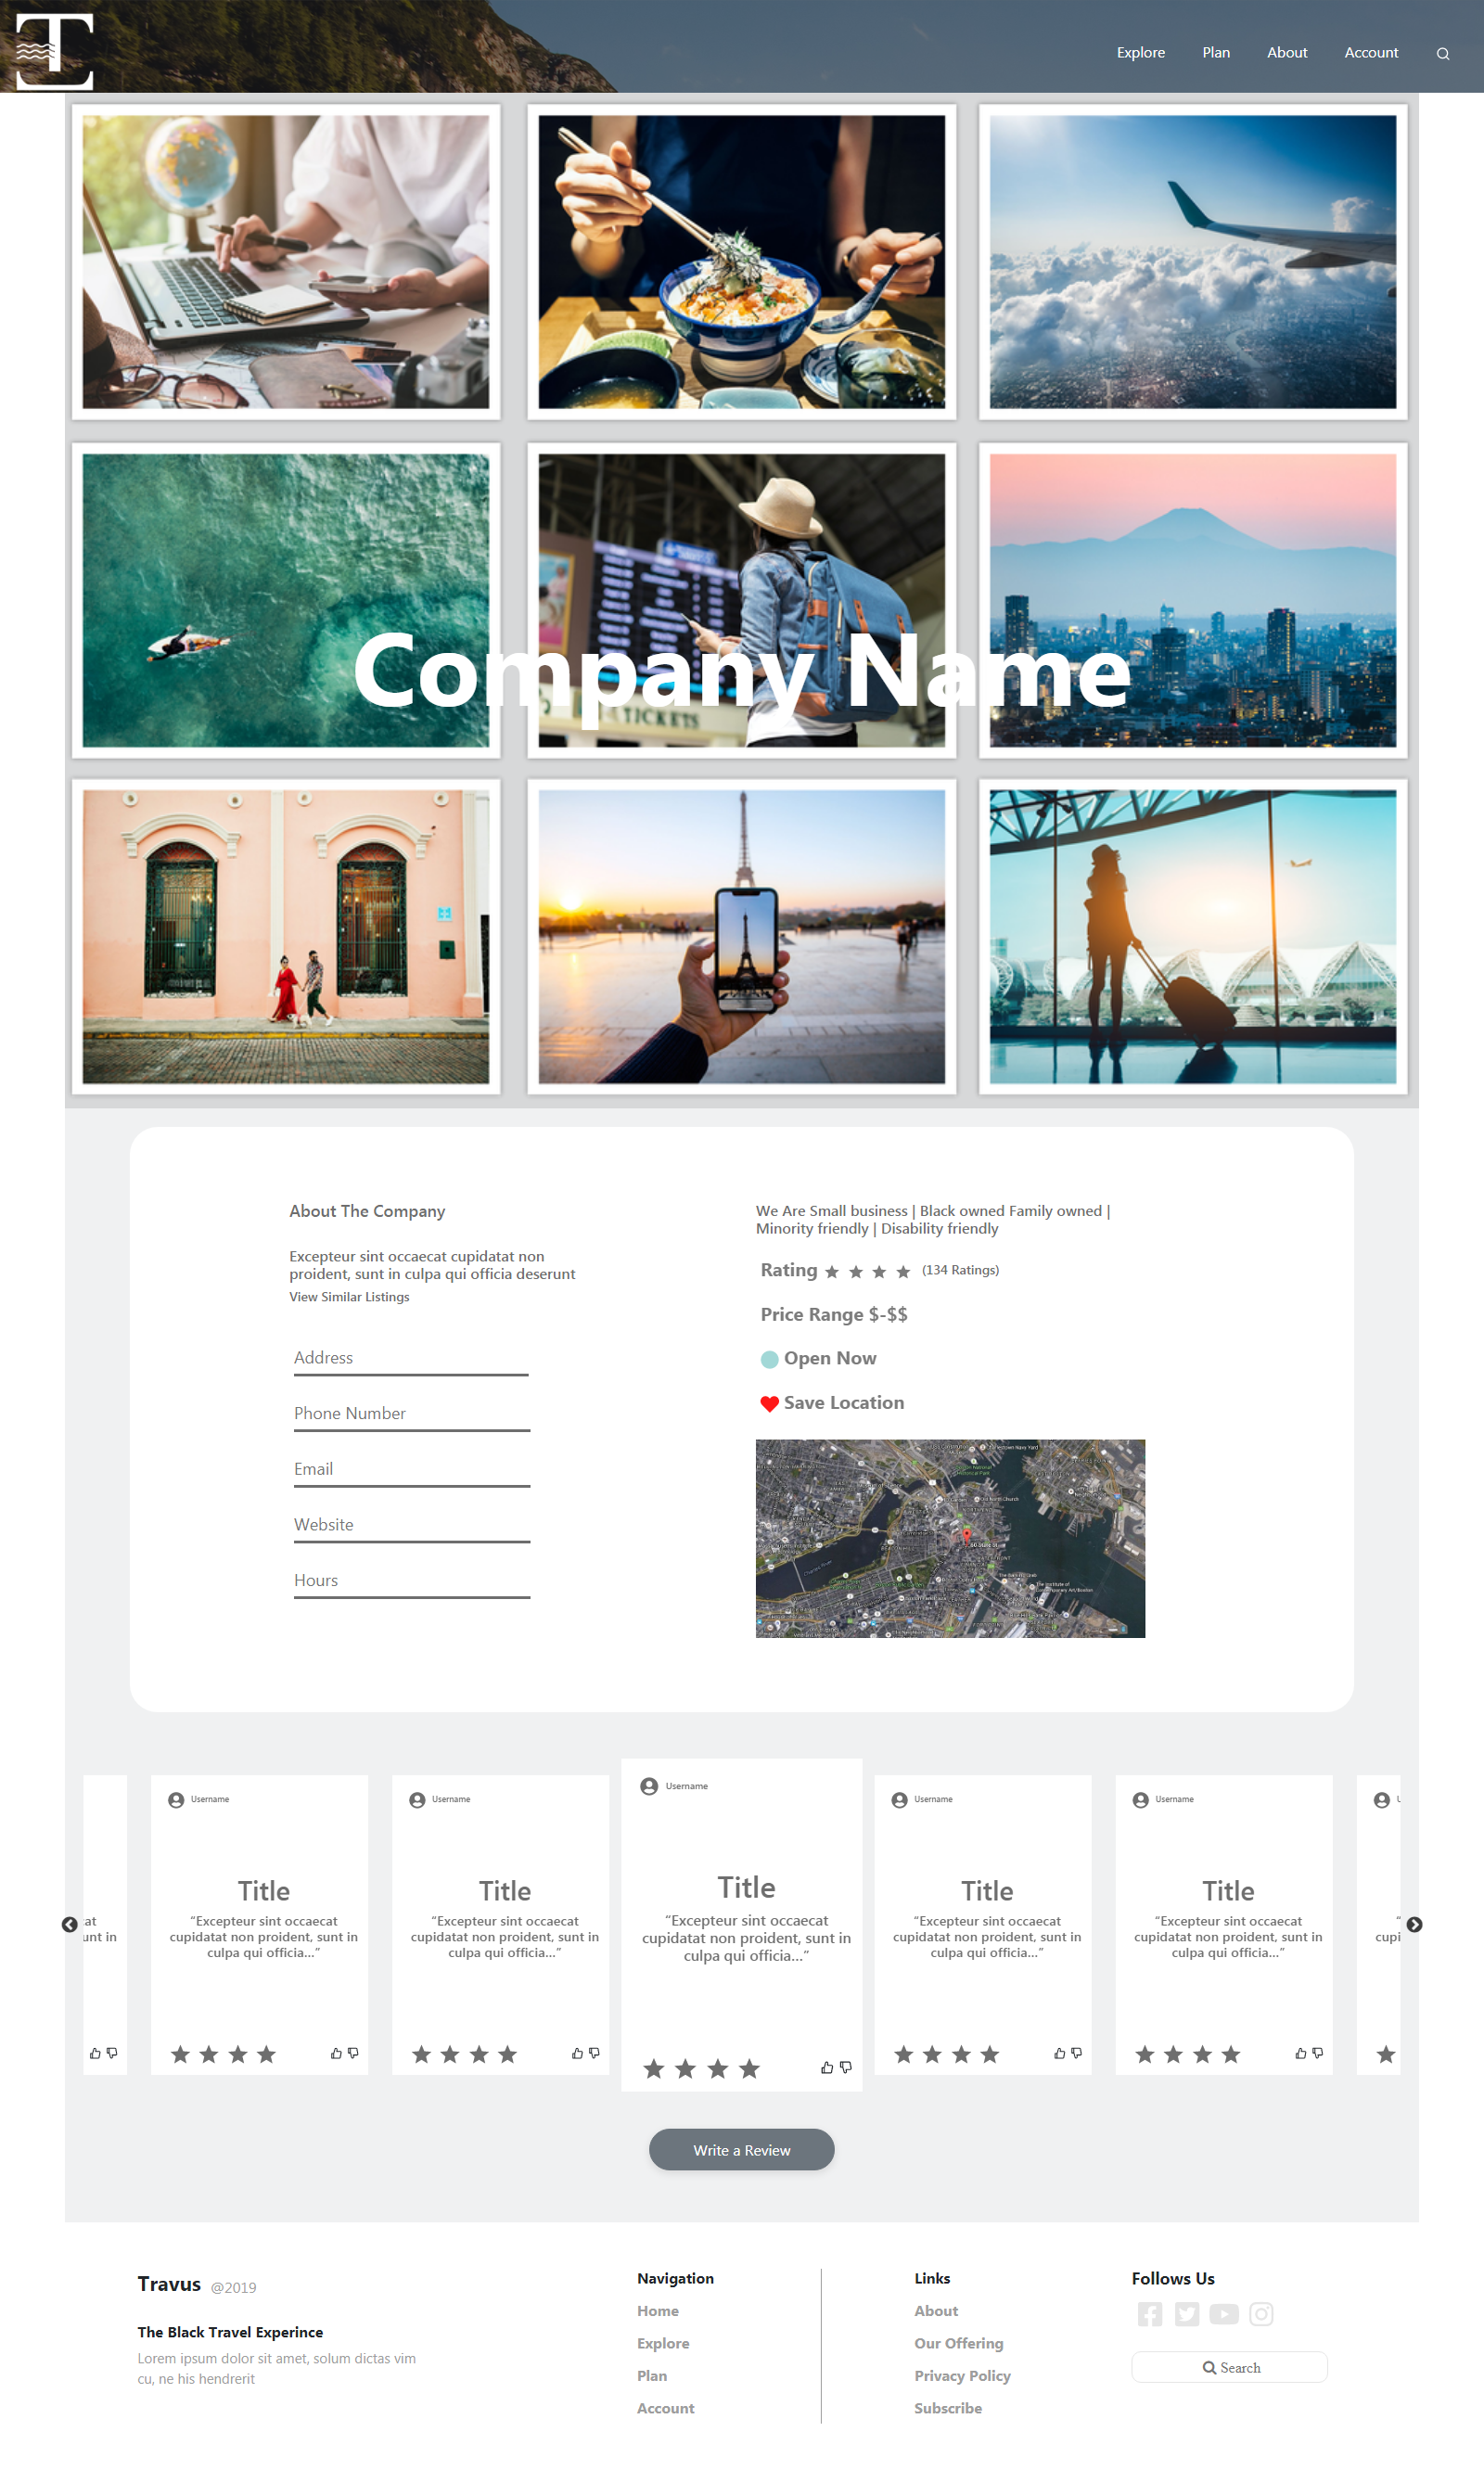 T
Explore Plan About Account
TICKETS
Company Name
About The Company
Excepteur sint occaecat cupidatat non
proident, sunt in culpa qui officia deserunt
View Similar Listings
Address
Phone Number
Email
Website
Hours
We Are Small business | Black owned Family owned |
Minority friendly | Disability friendly
Rating (134 Ratings)
Price Range $-$$
Open Now
Save Location
at
unt in
Username
Title
“Excepteur sint occaecat
cupidatat non proident, sunt in
culpa qui officia...”
Username
Title
“Excepteur sint occaecat
cupidatat non proident, sunt in
culpa qui officia...”
Username
Title
“Excepteur sint occaecat
cupidatat non proident, sunt in
culpa qui officia...”
Username
Title
“Excepteur sint occaecat
cupidatat non proident, sunt in
culpa qui officia...”
Username
Title
“Excepteur sint occaecat
cupidatat non proident, sunt in
culpa qui officia...”
“
cupi
Write a Review
Travus @2019
The Black Travel Experince
Lorem ipsum dolor sit amet, solum dictas vim
cu, ne his hendrerit
Navigation
Home
Explore
Plan
Account
Links
About
Our Offering
Privacy Policy
Subscribe
Follows Us
Search